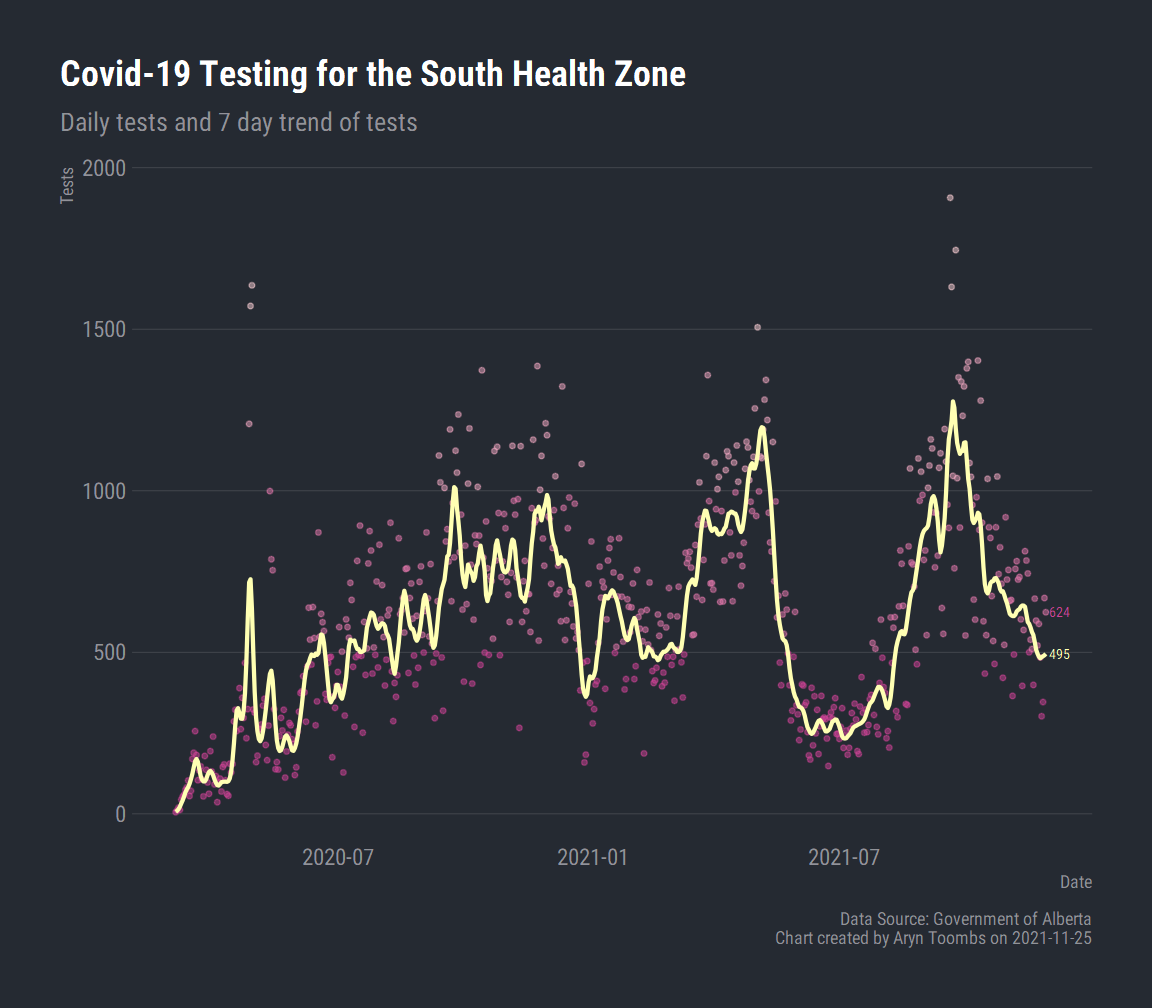 Covid-19 Testing for the South Health Zone
Daily tests and 7 day trend of tests
Tests
2000
1500
1000
500
0
624
495
2020-07
2021-01
2021-07
Date
Data Source: Government of Alberta
Chart created by Aryn Toombs on 2021-11-25